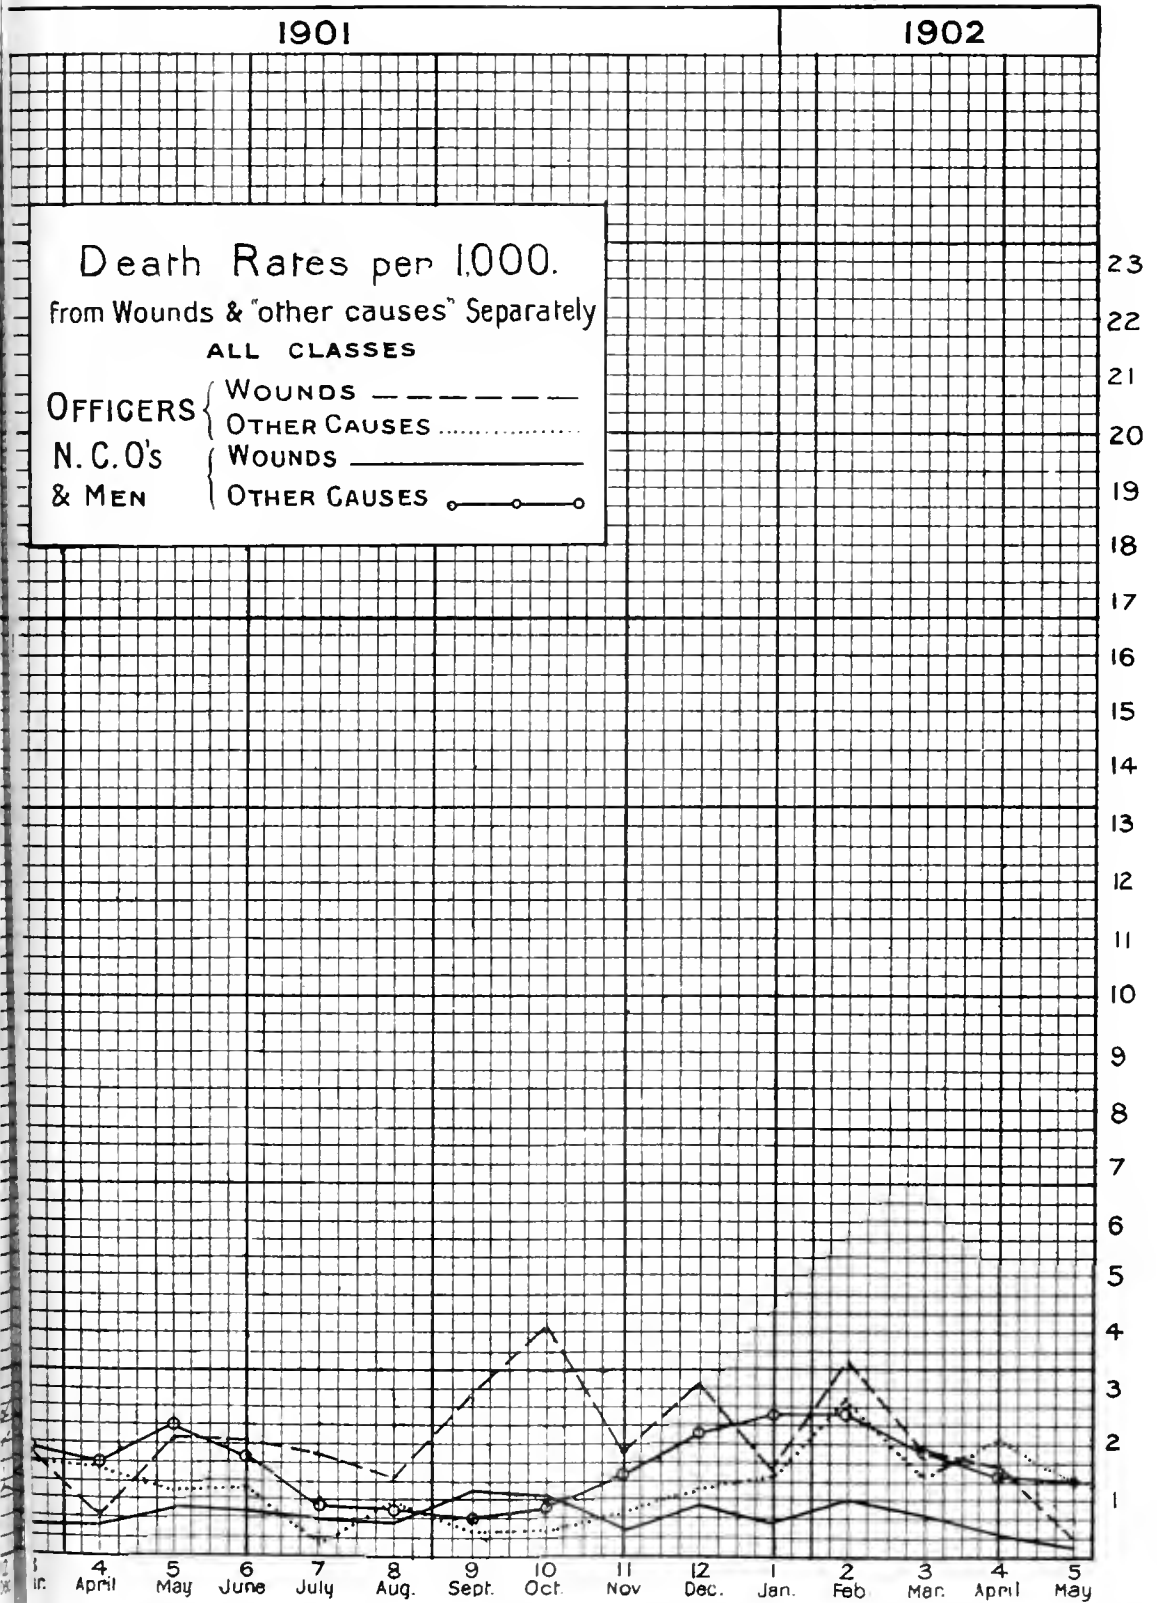 1901
1902
Death Rates per 1,000.
from Wounds & "other causes" Separately
ALL CLASSES
OFFICERS { WOUNDS
OTHER CAUSES
N.C.O's { WOUNDS
& MEN OTHER CAUSES
23
22
21
20
19
18
17
16
15
14
13
12
11
10
9
8
7
6
5
4
3
2
1
3 4 5 6 7 8 9 10 11 12 1 2 3 4 5
April May June July Aug. Sept. Oct. Nov Dec. Jan. Feb. Mar. April May